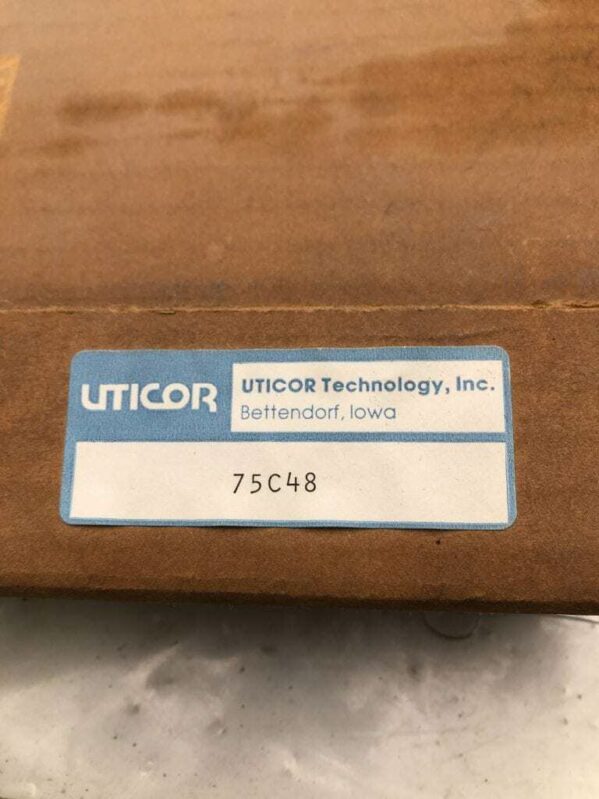 UTICOR
UTICOR Technology, Inc.
Bettendorf, Iowa
75C48